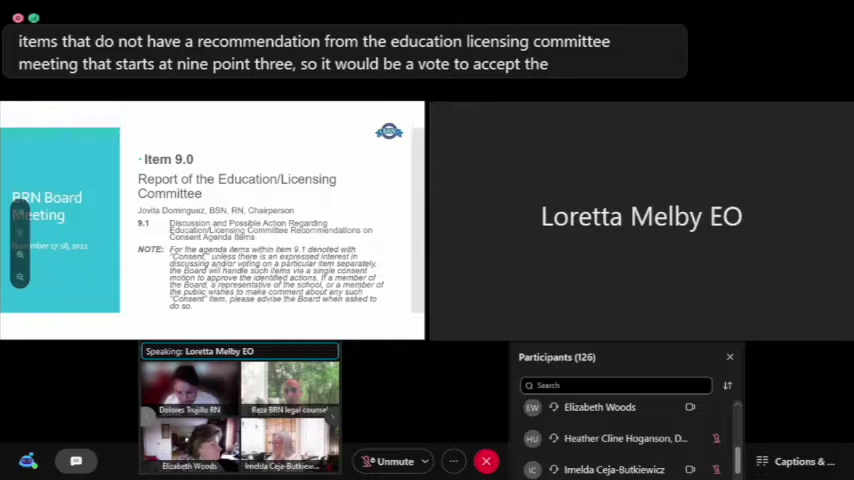 items that do not have a recommendation from the education licensing committee
meeting that starts at nine point three, so it would be a vote to accept the
BRN Board
Meeting
November 17-18, 2021
Item 9.0
Report of the Education/Licensing
Committee
Jovita Dominguez, BSN, RN, Chairperson
9.1 Discussion and Possible Action Regarding
Education/Licensing Committee Recommendations on
Consent Agenda Items
NOTE: For the agenda items within item 9.1 denoted with
"Consent," unless there is an expressed interest in
discussing and/or voting on a particular item separately,
the Board will handle such items via a single consent
motion to approve the identified actions. If a member of
the Board, a representative of the school, or a member of
the public wishes to make comment about any such
"Consent" item, please advise the Board when asked to
do so.
Loretta Melby EO
Speaking: Loretta Melby EO
Dolores Trujillo RN
Reza BRN legal counsel
Elizabeth Woods
Imelda Ceja-Butkiew...
Participants (126)
Search
EW Elizabeth Woods
HU Heather Cline Hoganson, D...
IC Imelda Ceja-Butkiewicz
Unmute
Captions & ...